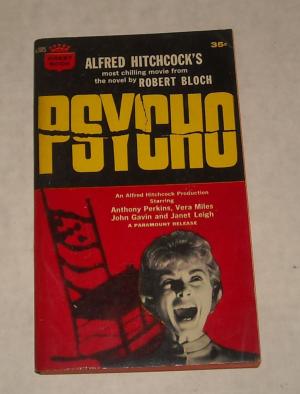 ALFRED HITCHCOCK'S
35¢
most chilling movie from
the novel by ROBERT BLOCH
PSYCHO
An Alfred Hitchcock Production
Starring
Anthony Perkins, Vera Miles
John Gavin and Janet Leigh
A PARAMOUNT RELEASE